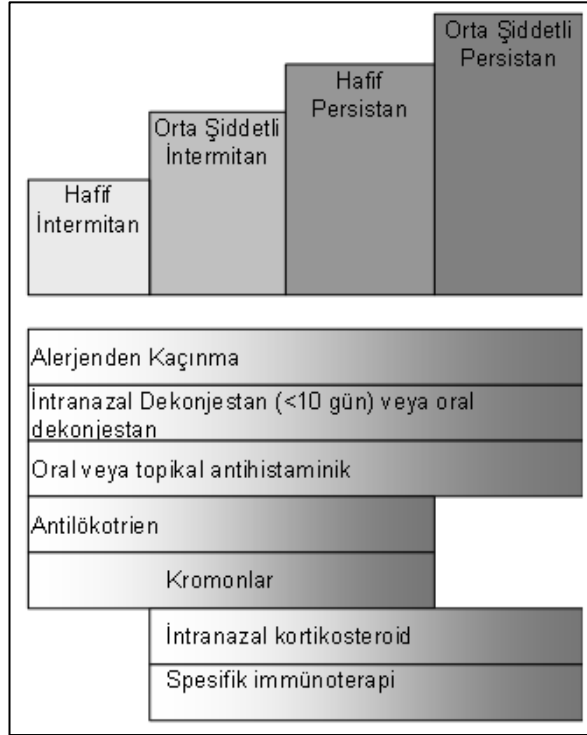 Hafif
İntermitan
Orta Şiddetli
İntermitan
Hafif
Persistan
Orta Şiddetli
Persistan
Alerjenden Kaçınma
İntranazal Dekonjestan (<10 gün) veya oral
dekonjestan
Oral veya topikal antihistaminik
Antilökotrien
Kromonlar
İntranazal kortikosteroid
Spesifik immünoterapi